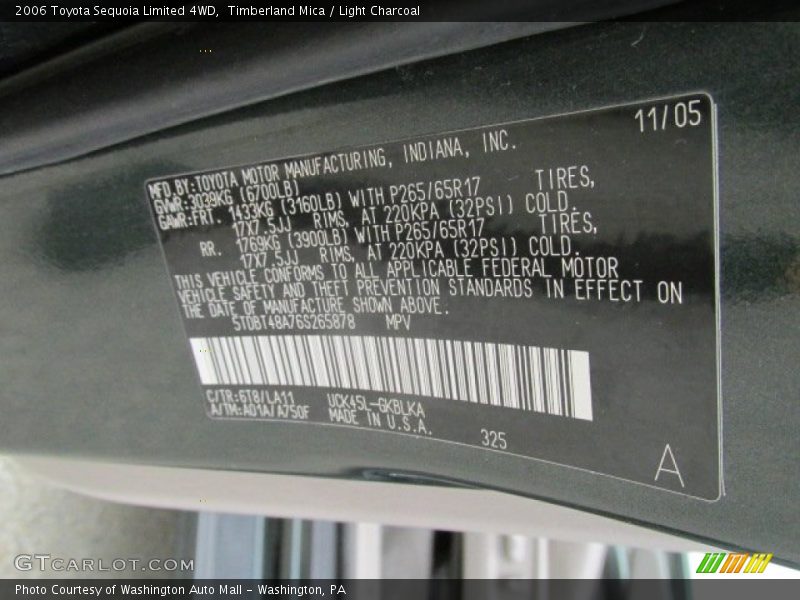 2006 Toyota Sequoia Limited 4WD,  Timberland Mica / Light Charcoal
11/05
MFD.BY:TOYOTA MOTOR MANUFACTURING, INDIANA, INC.
GVWR:3039KG (6700LB)
GAWR:FRT. 1433KG (3160LB) WITH P265/65R17 TIRES,
17X7.5JJ RIMS, AT 220KPA (32PSI) COLD.
RR. 1769KG (3900LB) WITH P265/65R17 TIRES,
17X7.5JJ RIMS, AT 220KPA (32PSI) COLD.
THIS VEHICLE CONFORMS TO ALL APPLICABLE FEDERAL MOTOR
VEHICLE SAFETY AND THEFT PREVENTION STANDARDS IN EFFECT ON
THE DATE OF MANUFACTURE SHOWN ABOVE.
5TDBT48A76S265878 MPV
C/TR:6T8/LA11 UCK45L-GKBLKA
A/TM:A01A/A750F MADE IN U.S.A.
325
A
GTCARLOT.COM
Photo Courtesy of Washington Auto Mall - Washington, PA